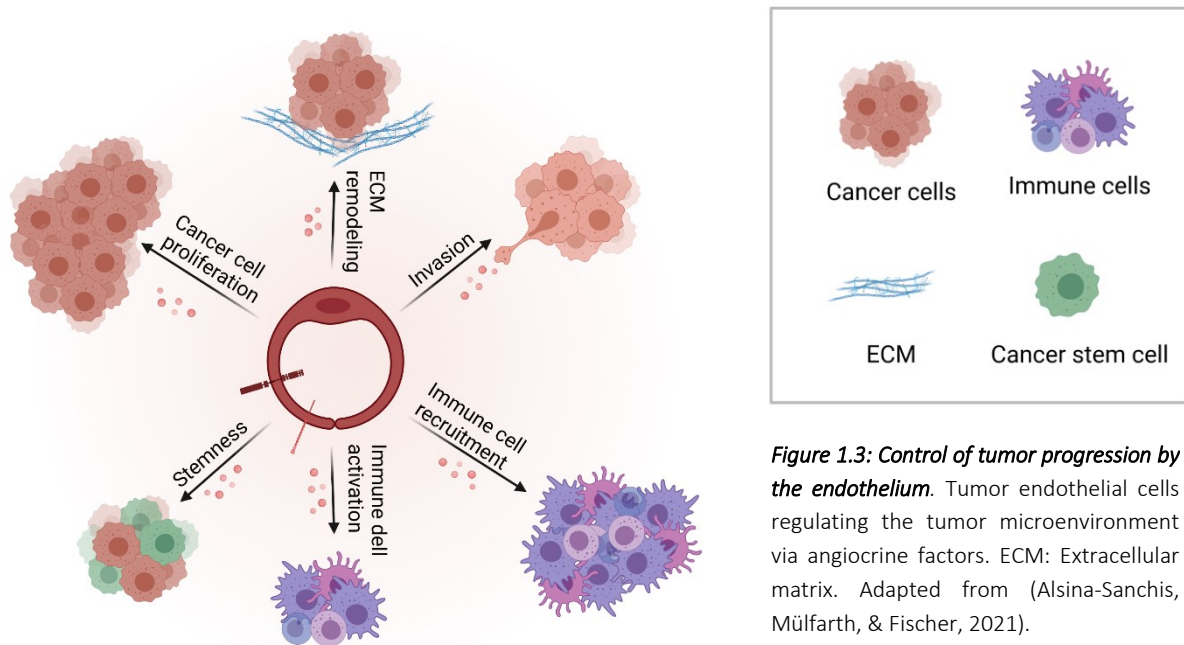 ECM
remodeling
Invasion
Cancer cell
proliferation
Stemness
Immune dell
activation
Immune cell
recruitment
Cancer cells
Immune cells
ECM
Cancer stem cell
Figure 1.3: Control of tumor progression by
the endothelium. Tumor endothelial cells
regulating the tumor microenvironment
via angiocrine factors. ECM: Extracellular
matrix. Adapted from (Alsina-Sanchis,
Mülfarth, & Fischer, 2021).